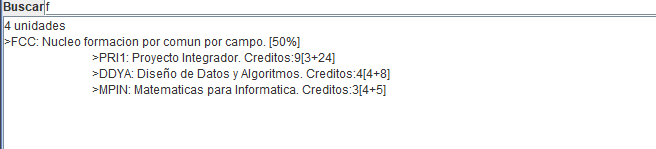 Buscar f
4 unidades
>FCC: Nucleo formacion por comun por campo. [50%]
>PRI1: Proyecto Integrador. Creditos:9[3+24]
>DDYA: Diseño de Datos y Algoritmos. Creditos:4[4+8]
>MPIN: Matematicas para Informatica. Creditos:3[4+5]